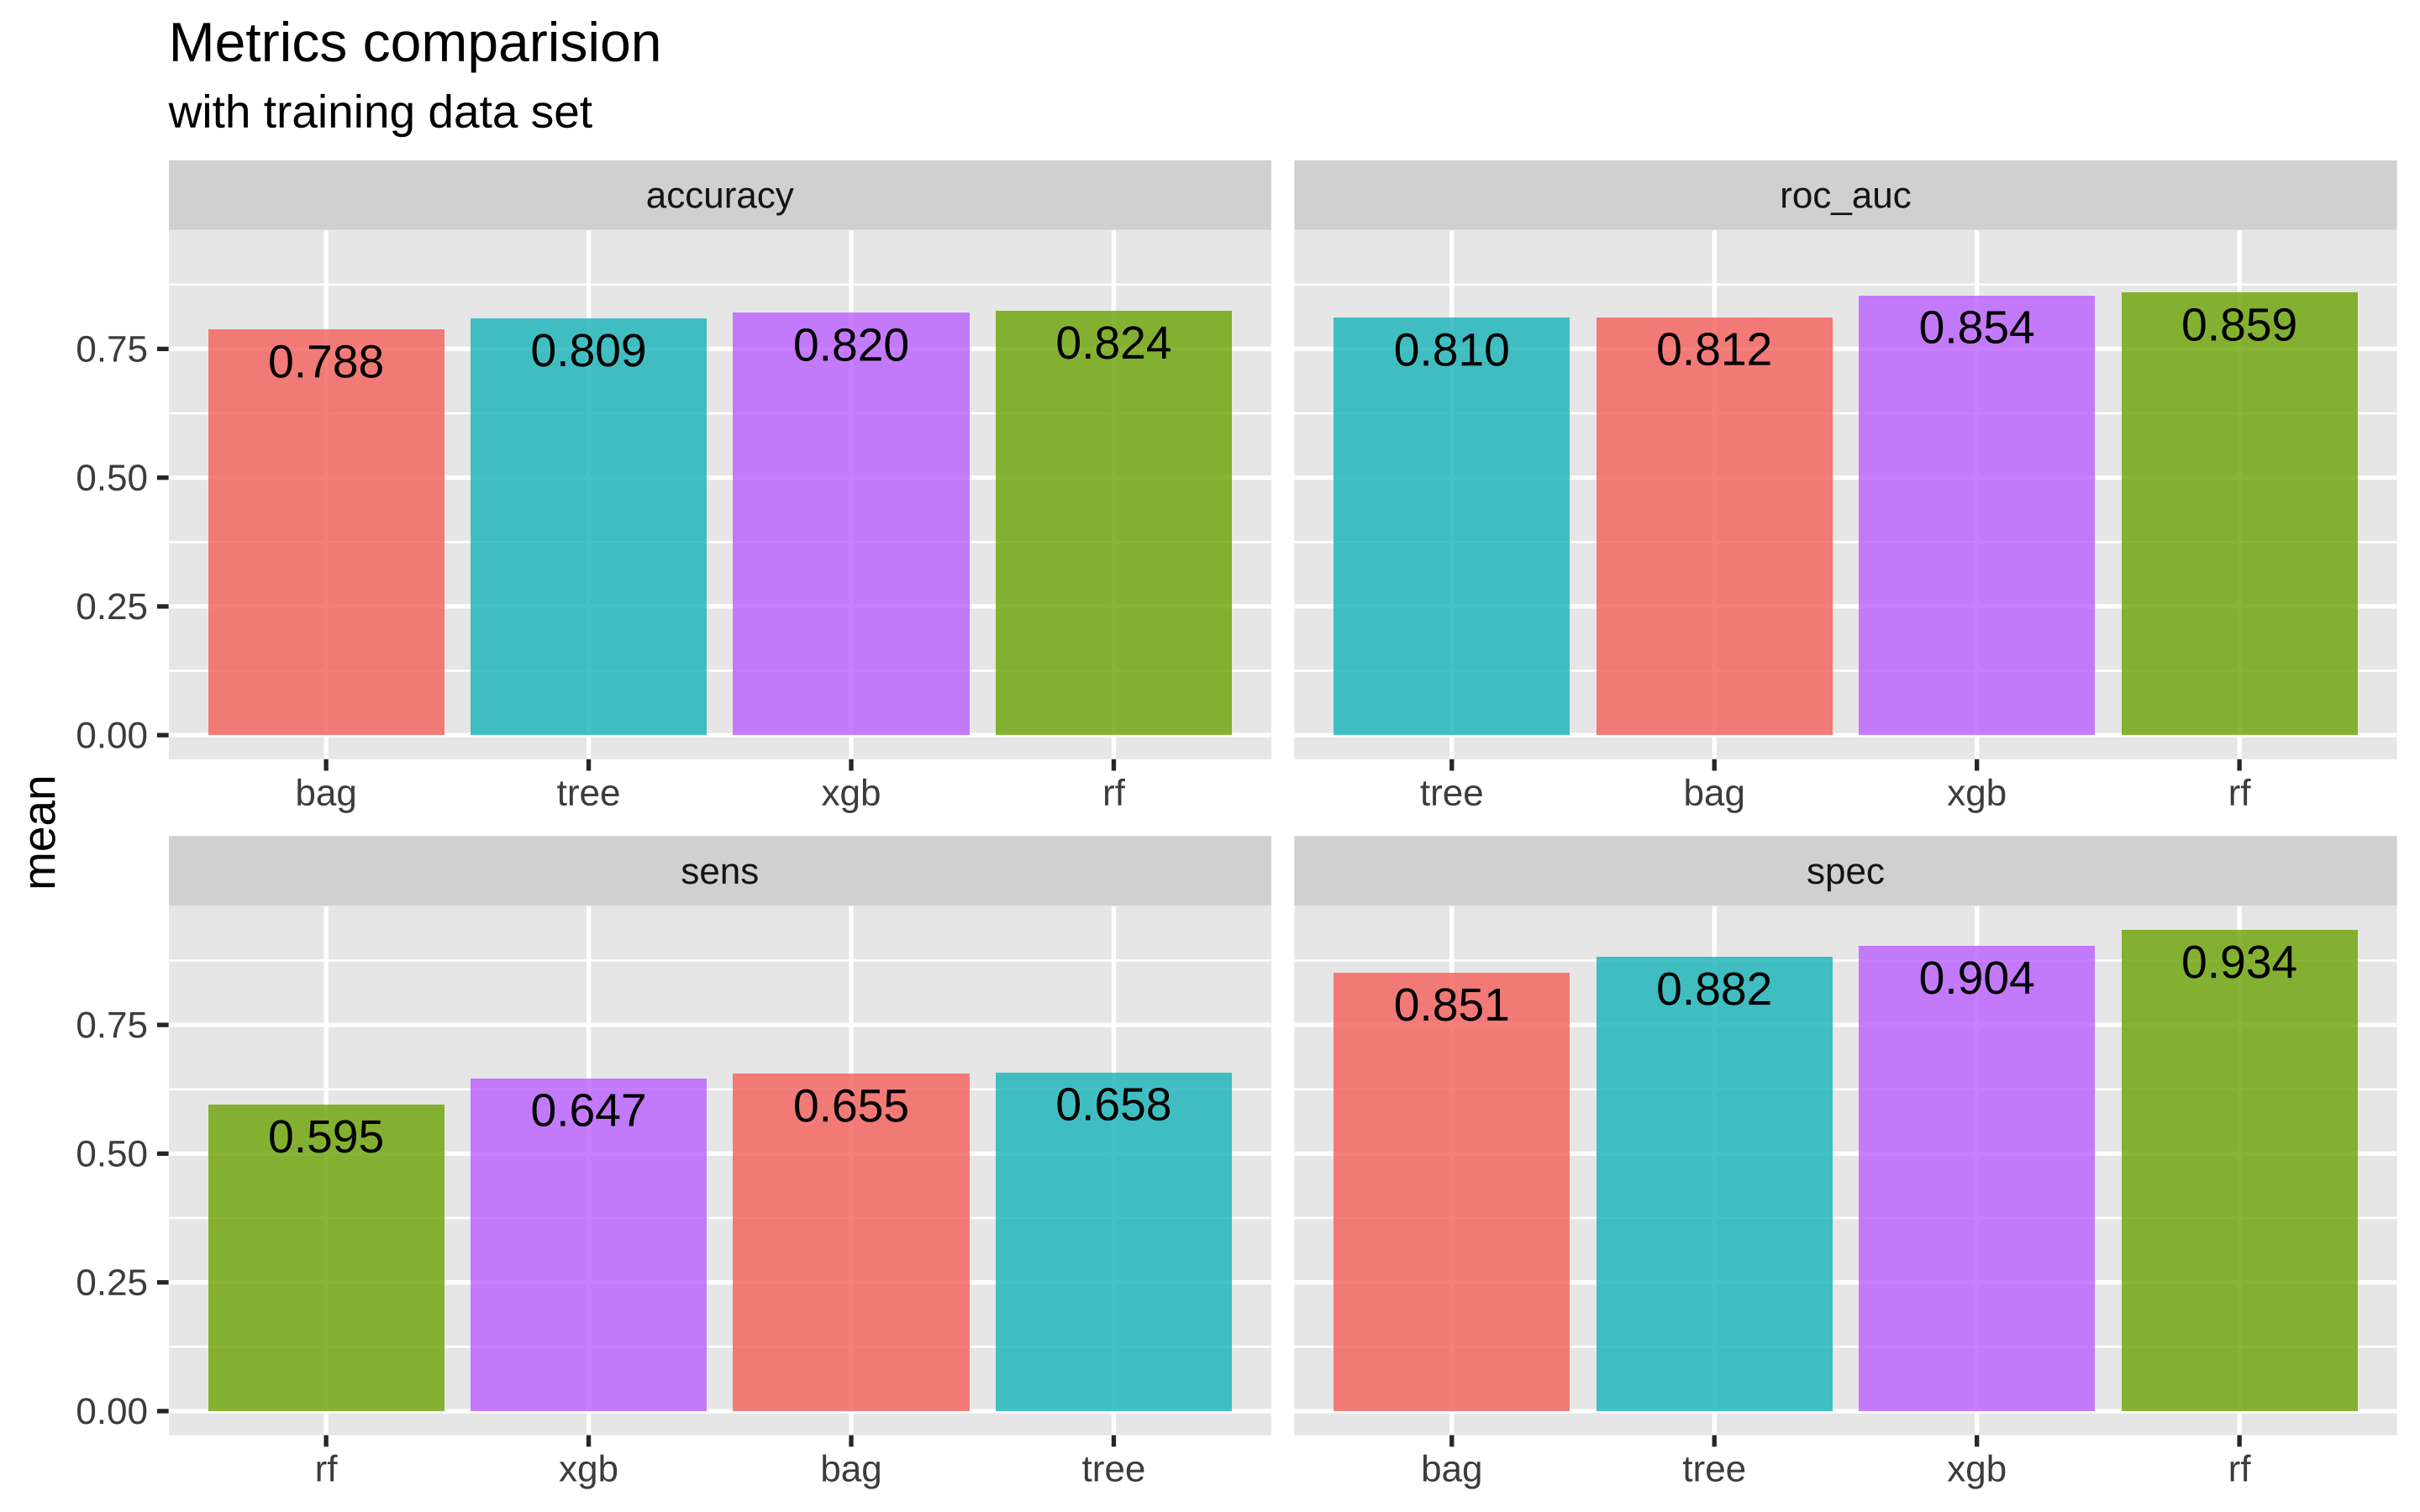 Metrics comparision
with training data set
accuracy
roc_auc
0.788
0.809
0.820
0.824
0.810
0.812
0.854
0.859
0.75
0.50
0.25
0.00
bag
tree
xgb
rf
tree
bag
xgb
rf
mean
sens
spec
0.595
0.647
0.655
0.658
0.851
0.882
0.904
0.934
0.75
0.50
0.25
0.00
rf
xgb
bag
tree
bag
tree
xgb
rf